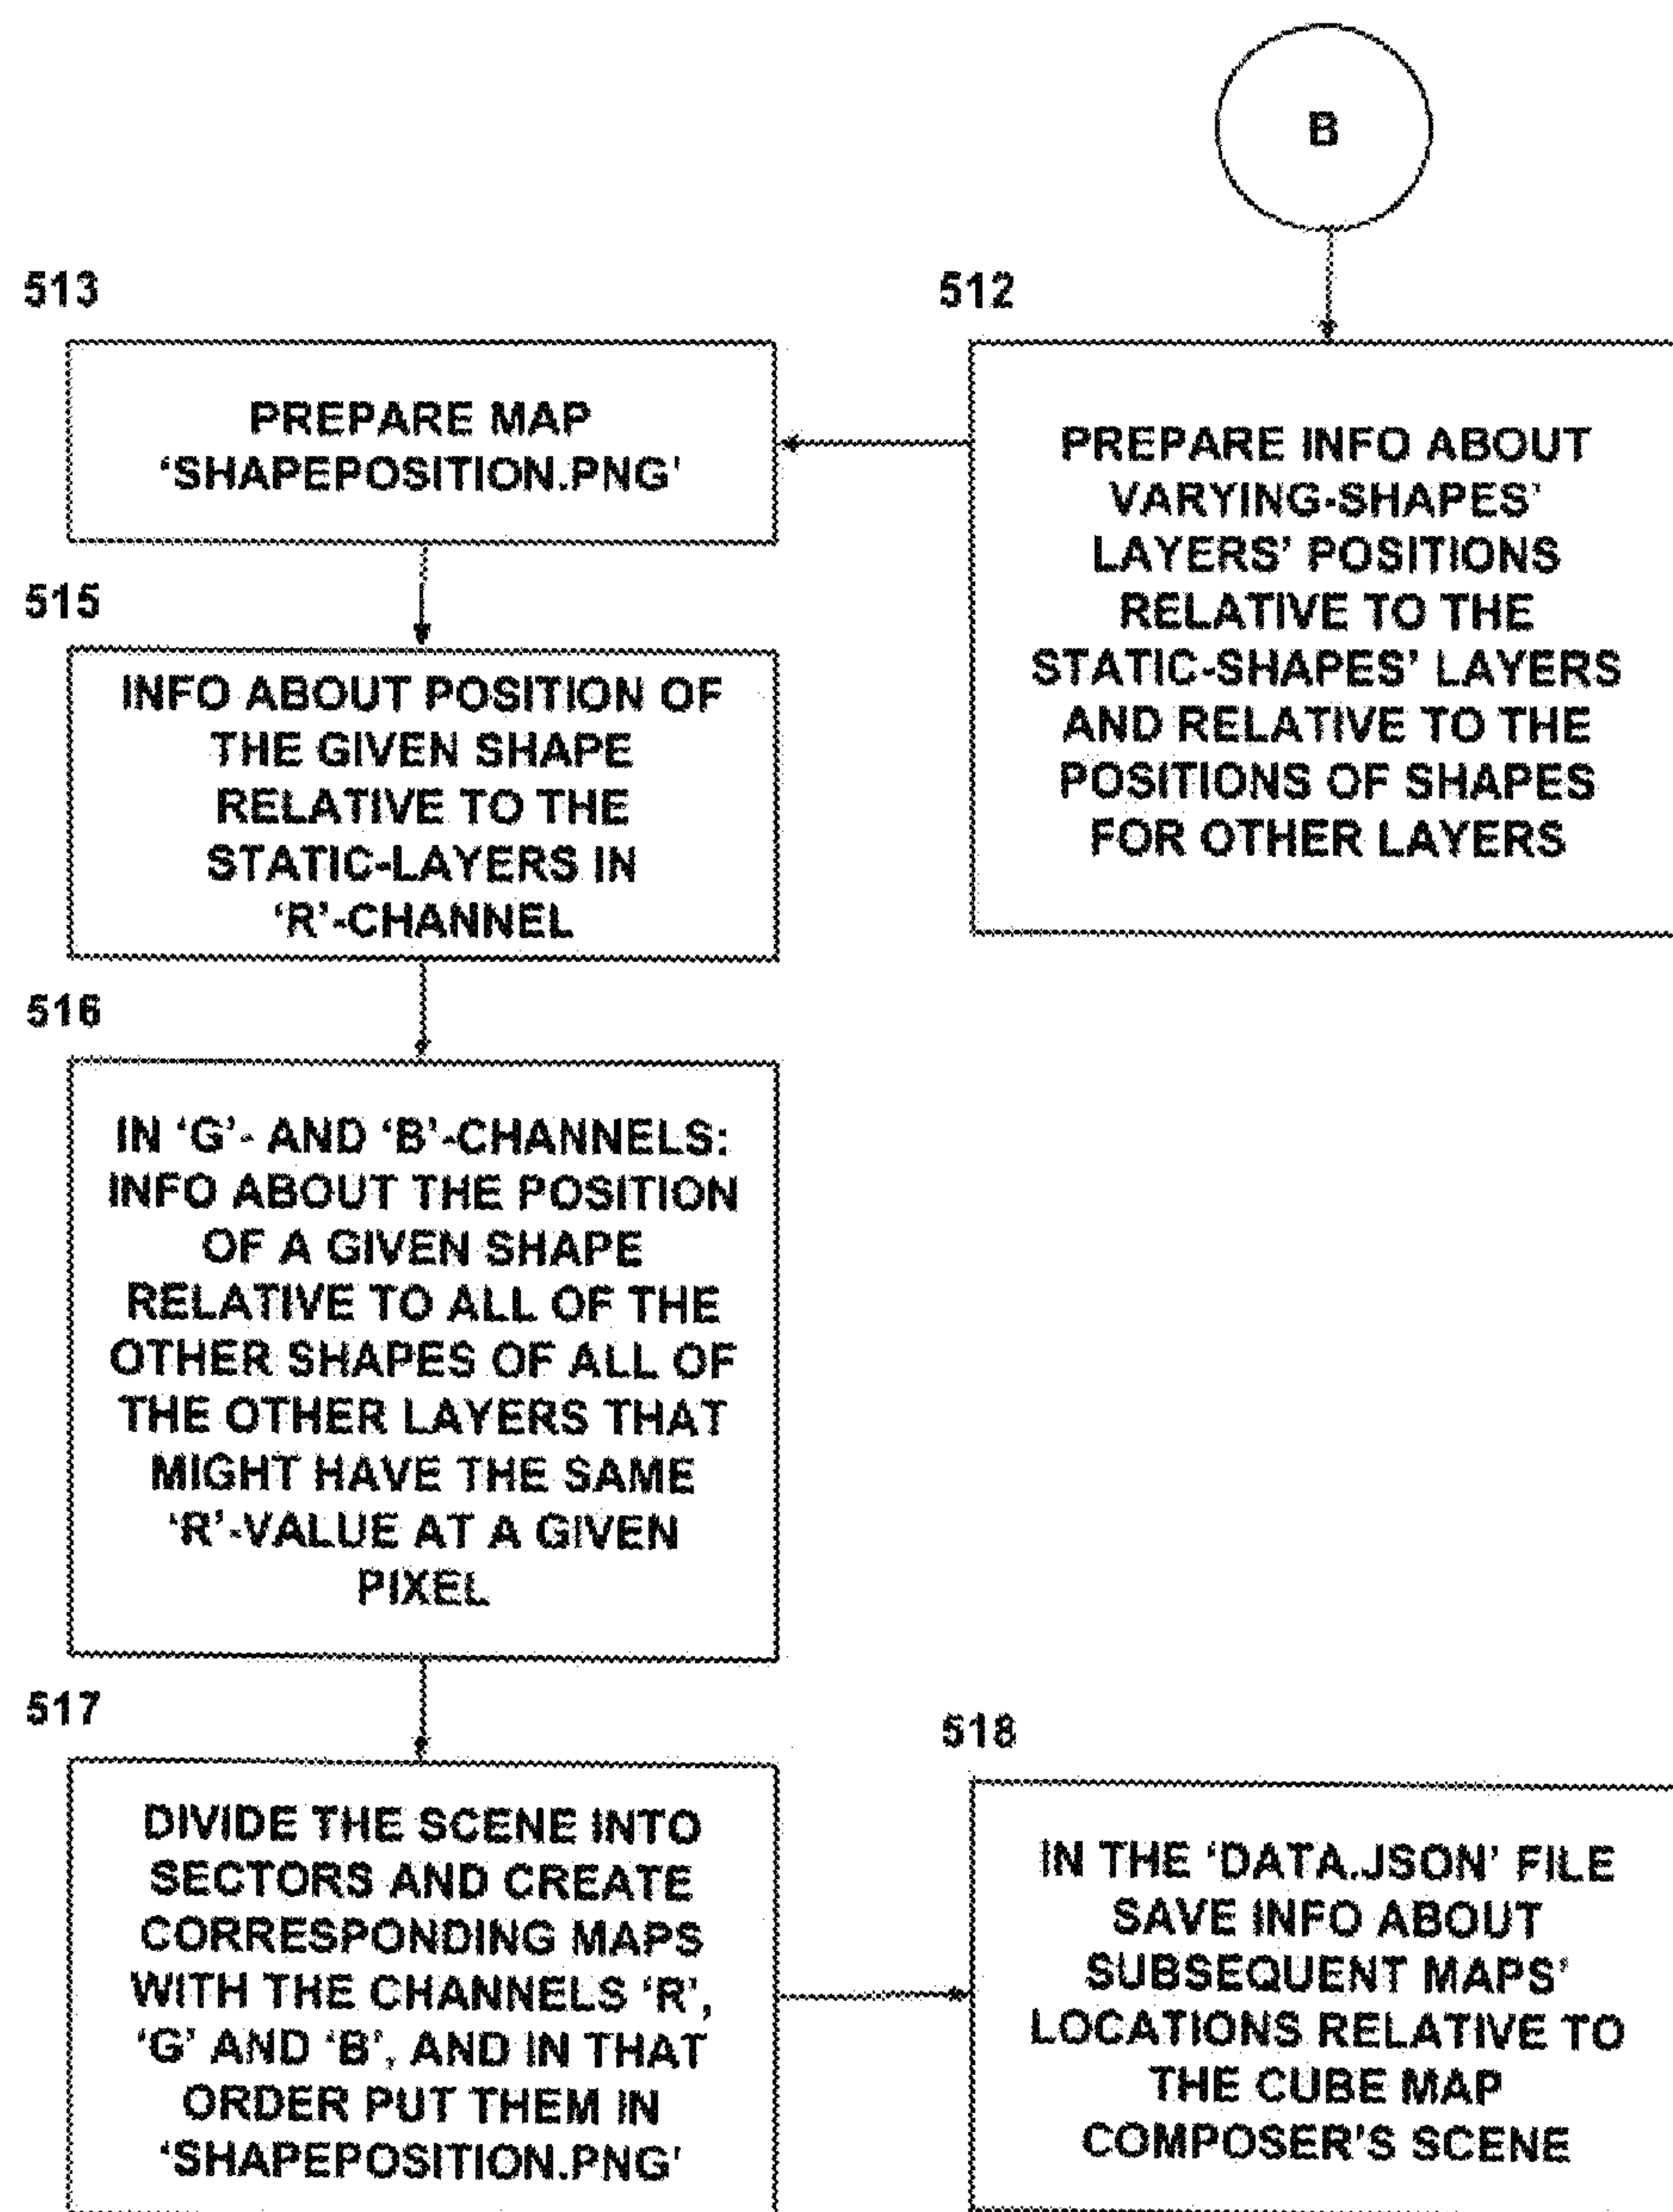 B
512
PREPARE INFO ABOUT
VARYING-SHAPES'
LAYERS' POSITIONS
RELATIVE TO THE
STATIC-SHAPES' LAYERS
AND RELATIVE TO THE
POSITIONS OF SHAPES
FOR OTHER LAYERS
513
PREPARE MAP
‘SHAPEPOSITION.PNG’
515
INFO ABOUT POSITION OF
THE GIVEN SHAPE
RELATIVE TO THE
STATIC-LAYERS IN
‘R’-CHANNEL
516
IN ‘G’- AND ‘B’-CHANNELS:
INFO ABOUT THE POSITION
OF A GIVEN SHAPE
RELATIVE TO ALL OF THE
OTHER SHAPES OF ALL OF
THE OTHER LAYERS THAT
MIGHT HAVE THE SAME
‘R’-VALUE AT A GIVEN
PIXEL
517
DIVIDE THE SCENE INTO
SECTORS AND CREATE
CORRESPONDING MAPS
WITH THE CHANNELS ‘R’,
‘G’ AND ‘B’, AND IN THAT
ORDER PUT THEM IN
‘SHAPEPOSITION.PNG’
518
IN THE ‘DATA.JSON’ FILE
SAVE INFO ABOUT
SUBSEQUENT MAPS'
LOCATIONS RELATIVE TO
THE CUBE MAP
COMPOSER'S SCENE